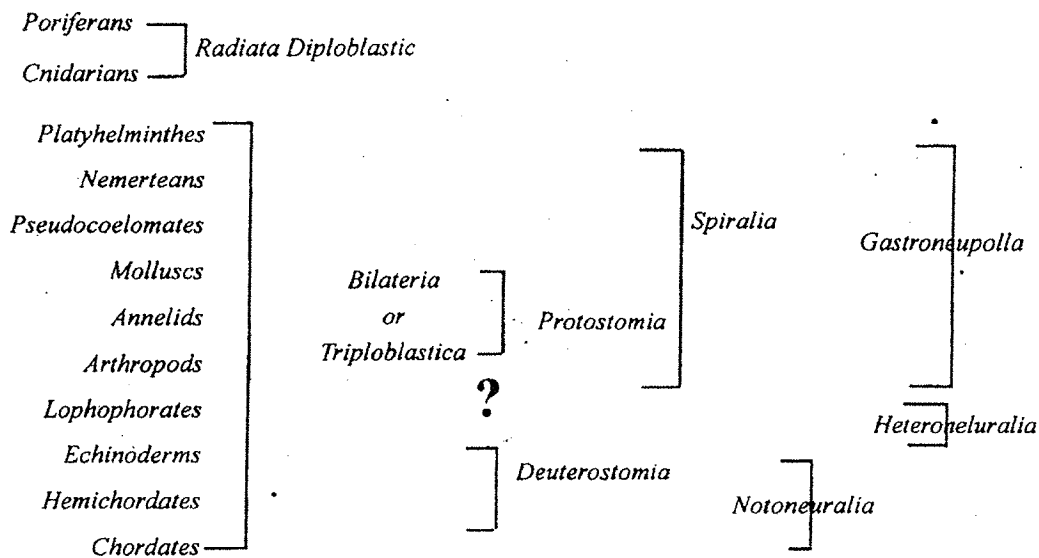 Poriferans
Radiata Diploblastic
Cnidarians
Platyhelminthes
Nemerteans
Pseudocoelomates
Spiralia
Gastroneupolla
Molluscs
Bilateria
or
Triploblastica
Annelids
Protostomia
Arthropods
?
Lophophorates
Heteroneluralia
Echinoderms
Deuterostomia
Hemichordates
Notoneuralia
Chordates